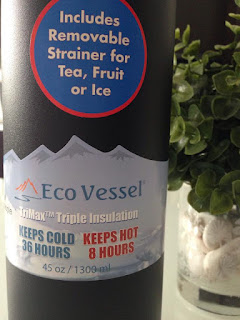 Includes
Removable
Strainer for
Tea, Fruit
or Ice
Eco Vessel®
TriMax™ Triple Insulation
KEEPS COLD KEEPS HOT
36 HOURS 8 HOURS
45 oz / 1300 ml